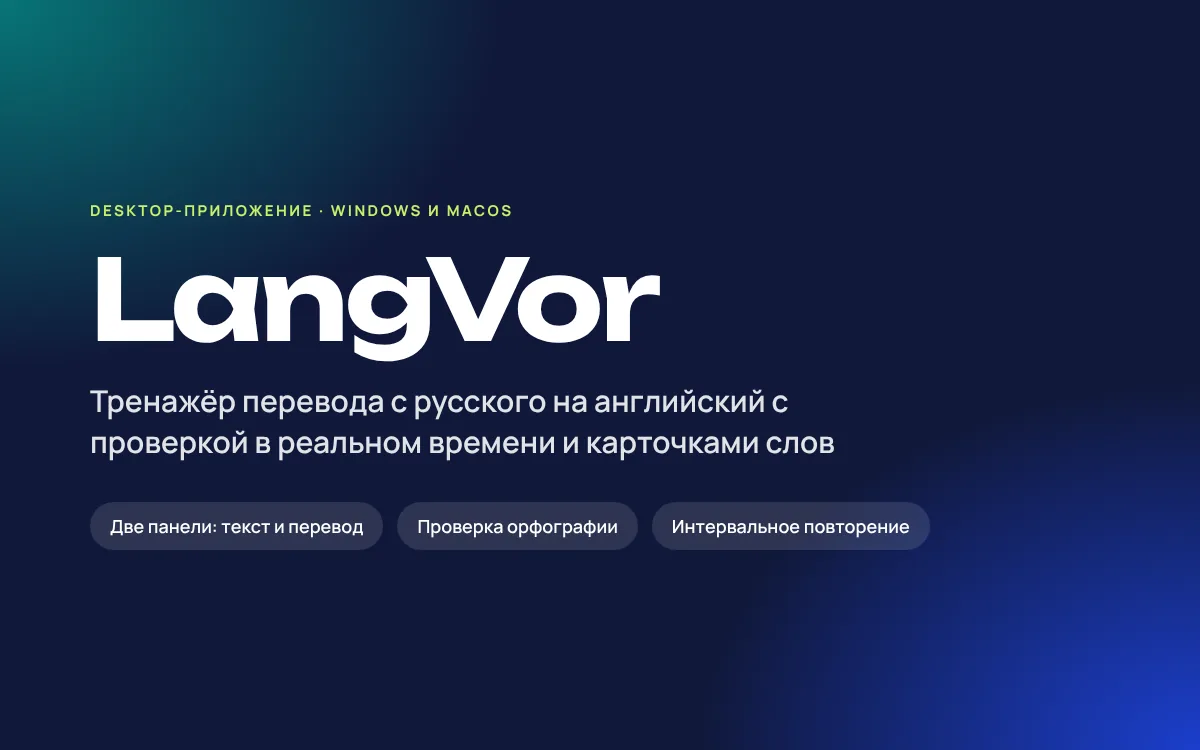 DESKTOP-ПРИЛОЖЕНИЕ · WINDOWS И MACOS
LangVor
Тренажёр перевода с русского на английский с
проверкой в реальном времени и карточками слов
Две панели: текст и перевод
Проверка орфографии
Интервальное повторение